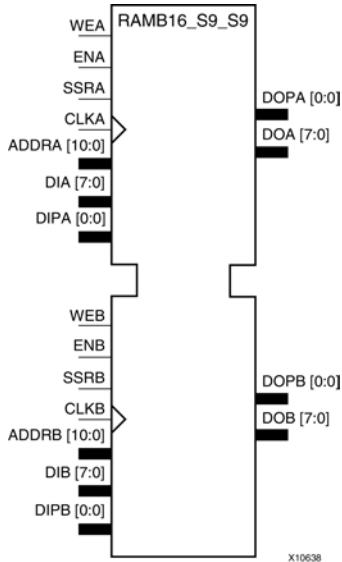 RAMB16_S9_S9
WEA
ENA
SSRA
CLKA
ADDRA [10:0]
DIA [7:0]
DIPA [0:0]
DOPA [0:0]
DOA [7:0]
WEB
ENB
SSRB
CLKB
ADDRB [10:0]
DIB [7:0]
DIPB [0:0]
DOPB [0:0]
DOB [7:0]
X10638